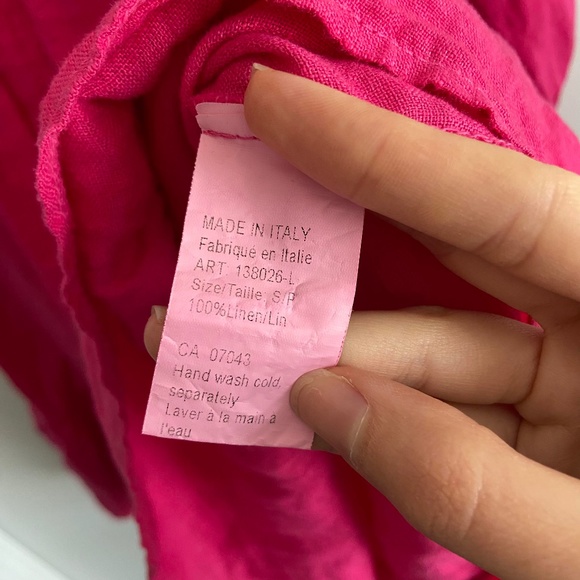 MADE IN ITALY
Fabriqué en Italie
ART. 138026-L
Size/Taille, S/P
100%Linen/Lin
CA 07043
Hand wash cold,
separately
Laver à la main a
l'eau